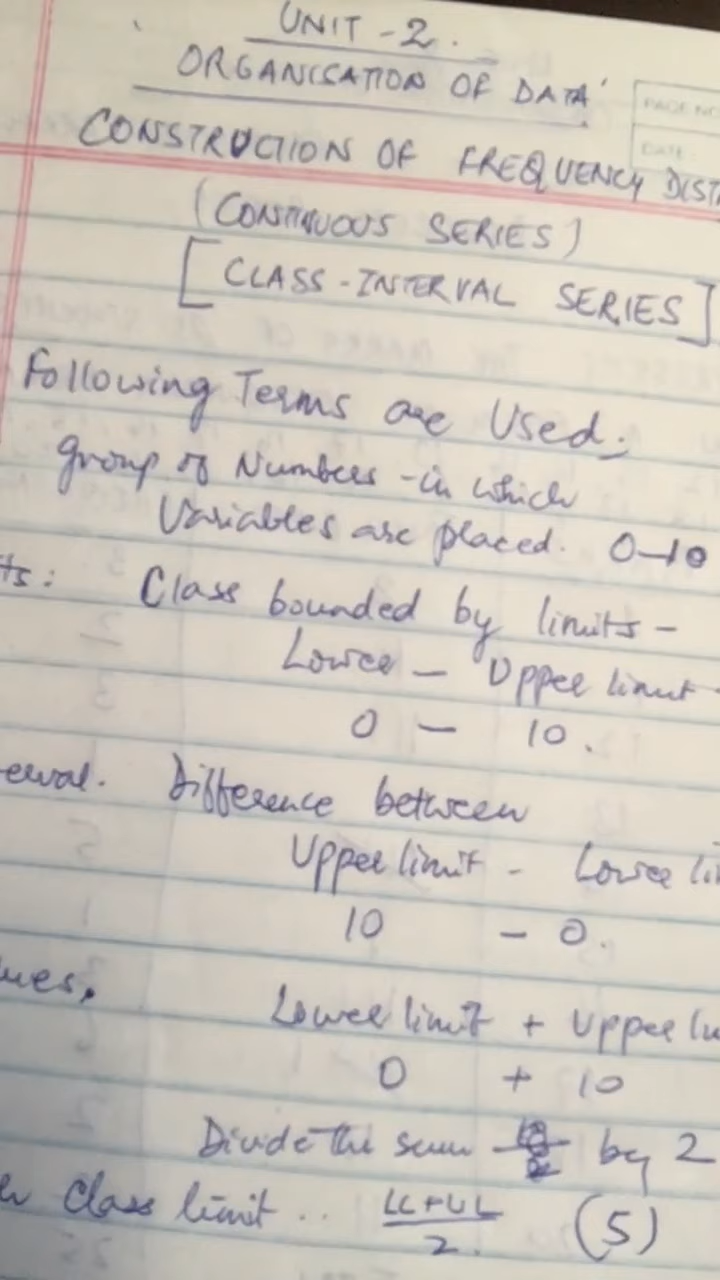 UNIT - 2.
ORGANISATION OF DATA
PAGE NO
DATE:
CONSTRUCTION OF FREQUENCY DIST
(CONTINUOUS SERIES)
[CLASS-INTERVAL SERIES]
Following Terms are Used:
group of Numbers - in which
Variables are placed. 0-10
ts: Class bounded by limits -
Lower - Upper limit
0 - 10.
erval. Difference between
Upper limit - Lower li
10 - 0.
ues. Lower limit + Upper li
0 + 10
Divide the sum by 2
Class limit .. LL+UL/2. (5)